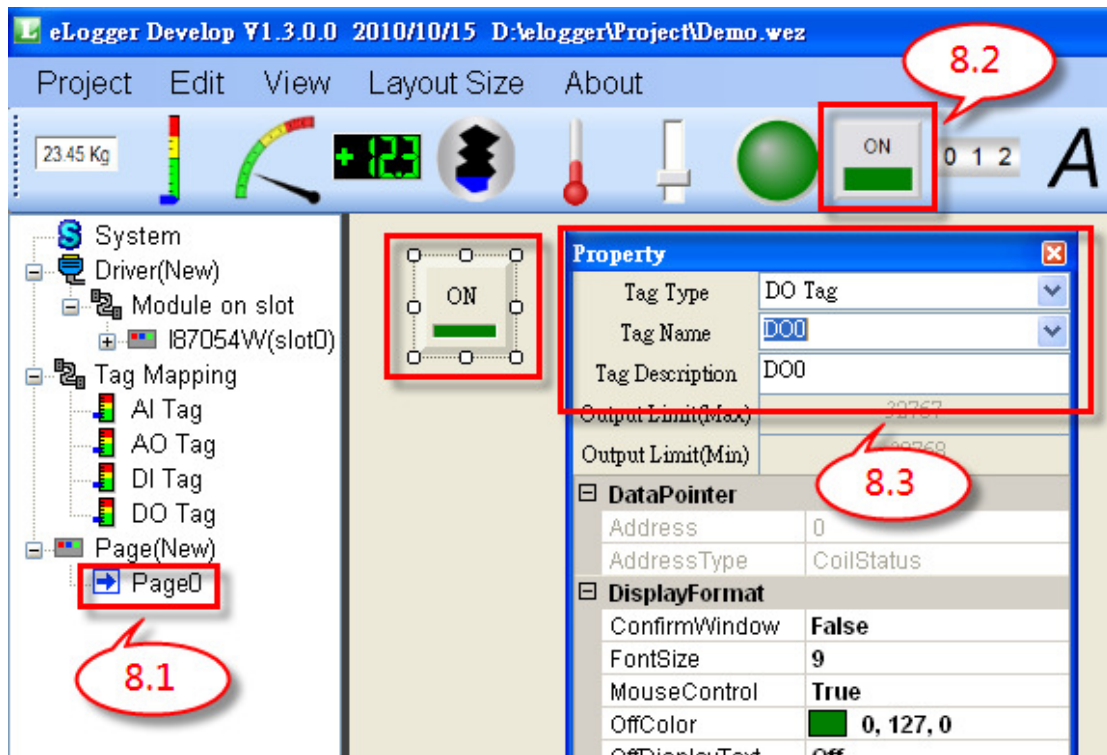 eLogger Develop V1.3.0.0 2010/10/15 D:\elogger\Project\Demo.wez
Project Edit View Layout Size About
8.2
23.45 Kg
+12.3
ON
0 1 2
A
System
Driver(New)
Module on slot
I87054W(slot0)
Tag Mapping
AI Tag
AO Tag
DI Tag
DO Tag
Page(New)
Page0
8.1
ON
Property
Tag Type DO Tag
Tag Name DO0
Tag Description DO0
Output Limit(Max) 32767
Output Limit(Min)
8.3
DataPointer
Address 0
AddressType CoilStatus
DisplayFormat
ConfirmWindow False
FontSize 9
MouseControl True
OffColor 0, 127, 0
OffDisplayText Off